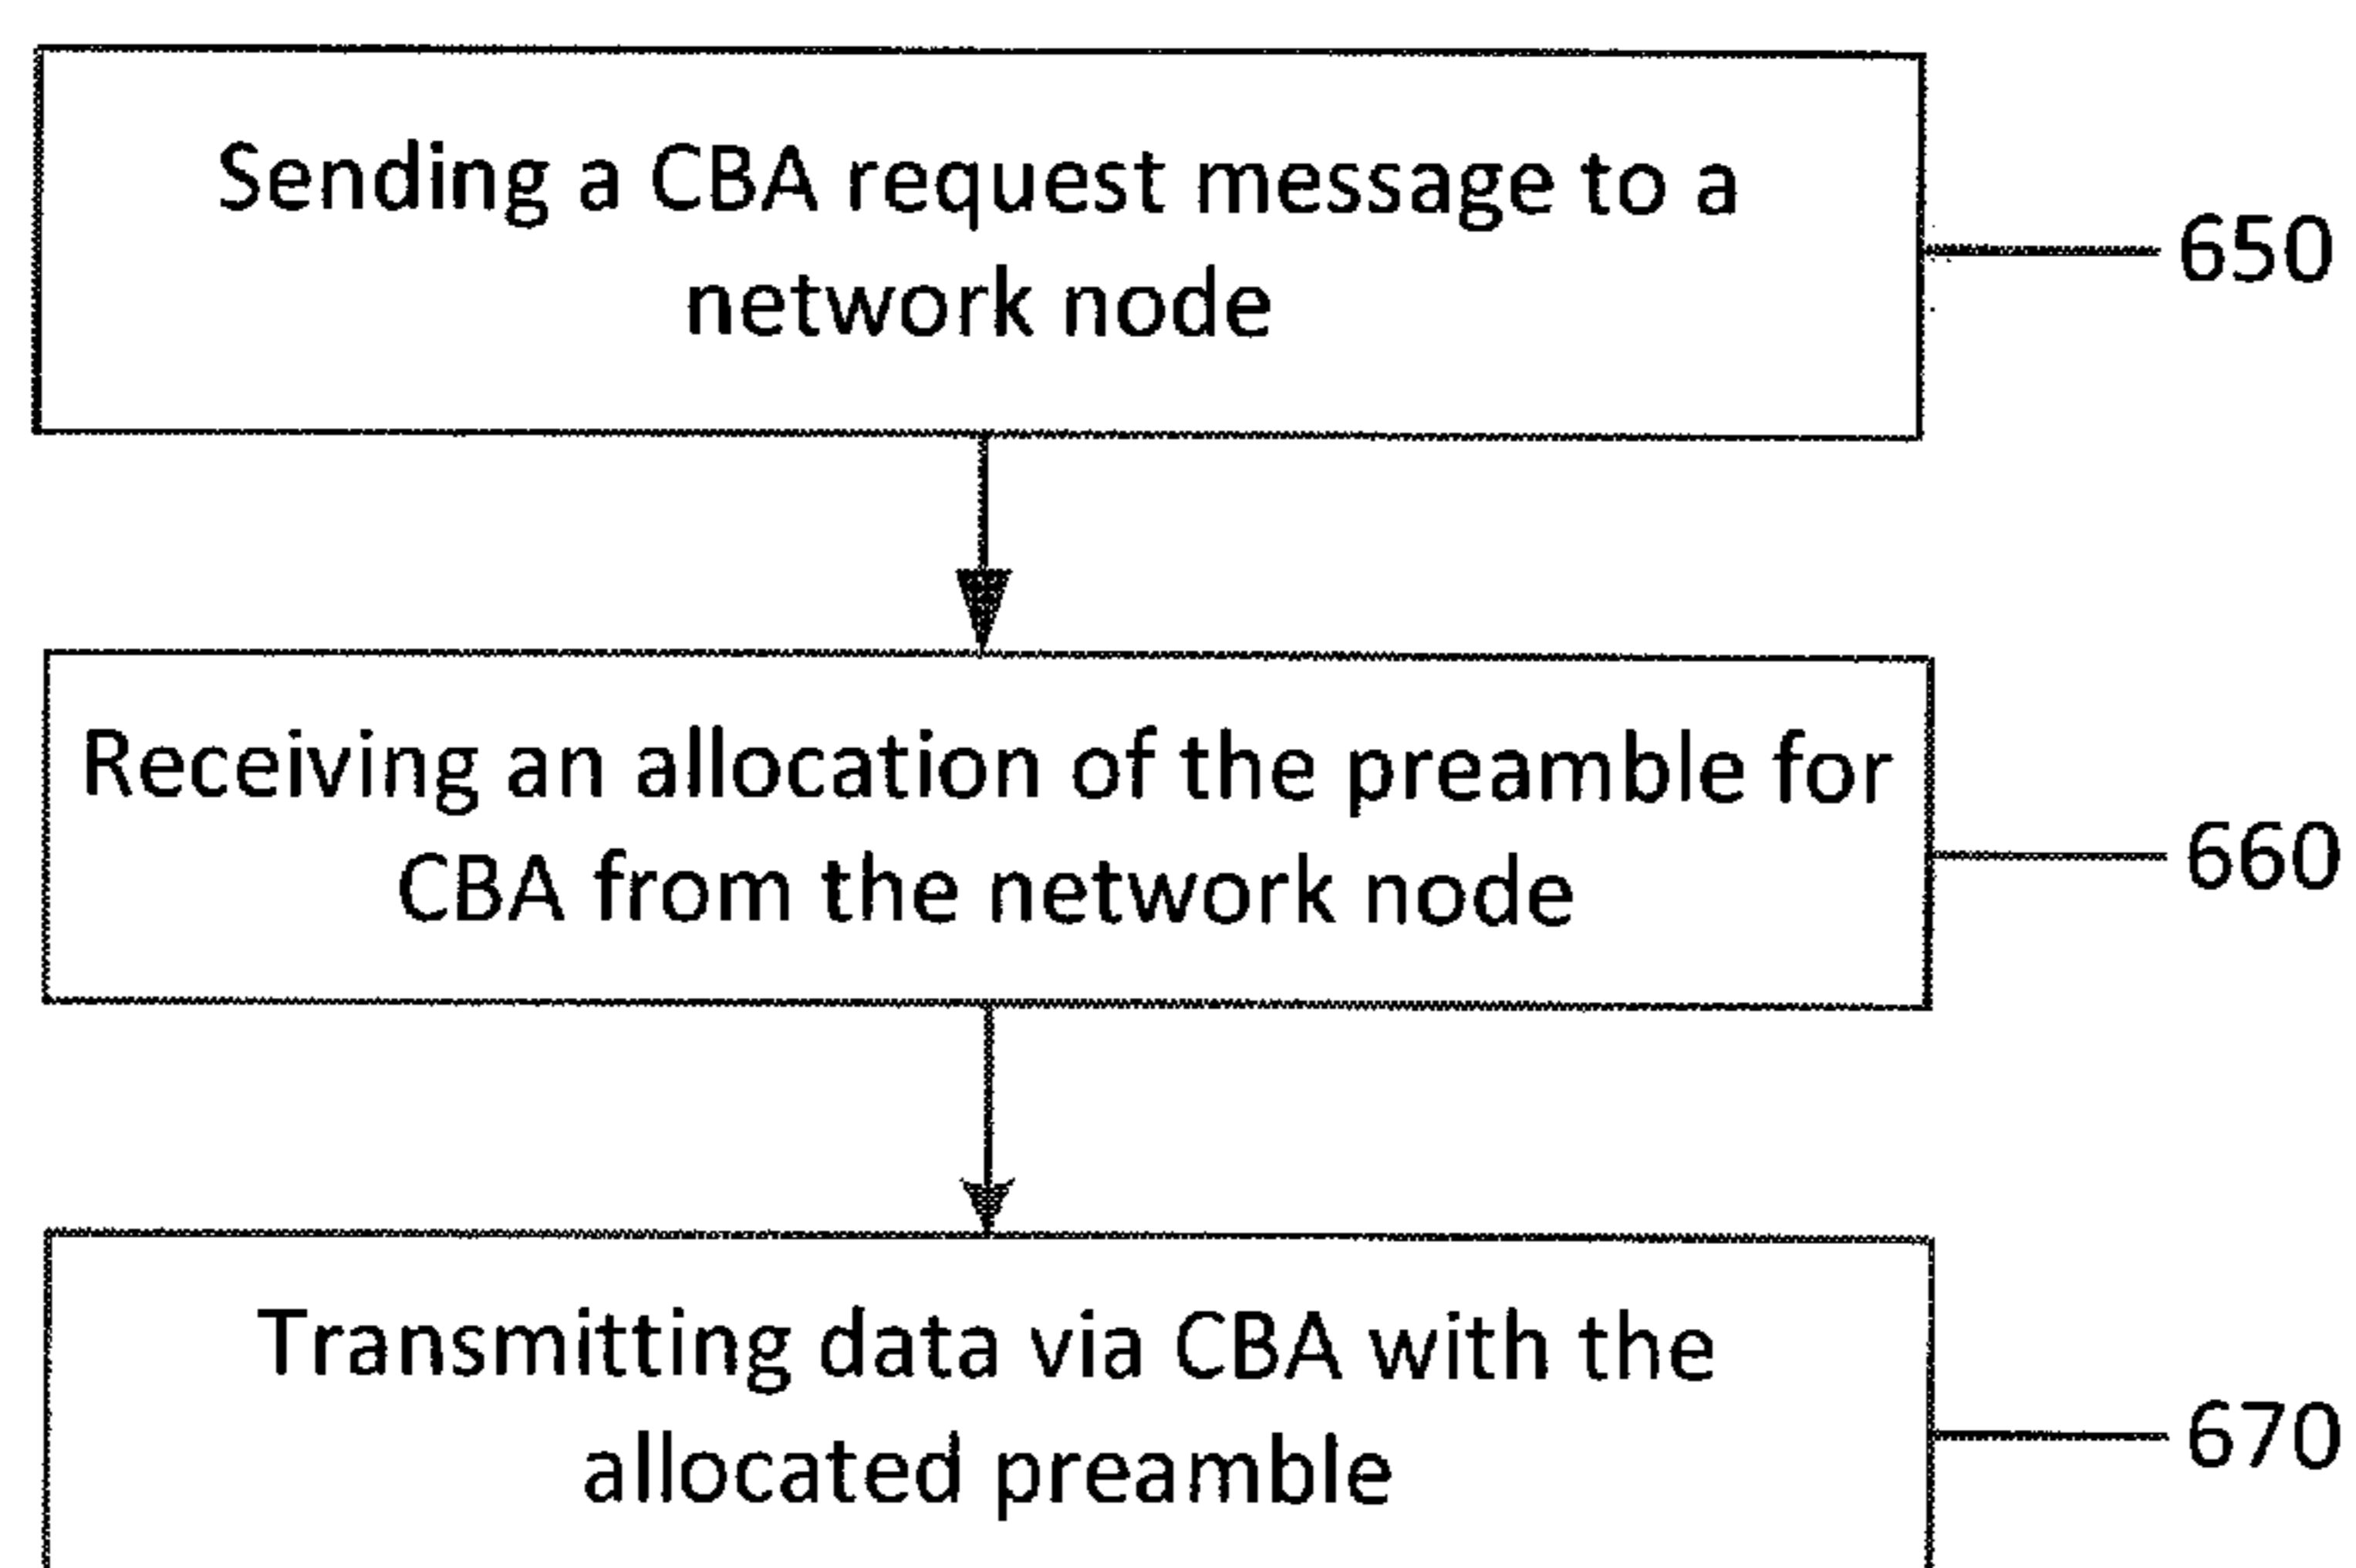 Sending a CBA request message to a
network node
650
Receiving an allocation of the preamble for
CBA from the network node
660
Transmitting data via CBA with the
allocated preamble
670